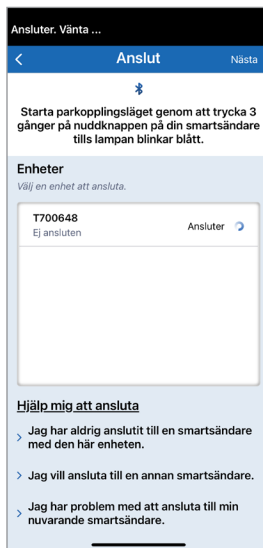 Ansluter. Vänta ...
Anslut
Nästa
Starta parkopplingsläget genom att trycka 3
gånger på nuddknappen på din smartsändare
tills lampan blinkar blått.
Enheter
Välj en enhet att ansluta.
T700648
Ej ansluten
Ansluter
Hjälp mig att ansluta
Jag har aldrig anslutit till en smartsändare
med den här enheten.
Jag vill ansluta till en annan smartsändare.
Jag har problem med att ansluta till min
nuvarande smartsändare.